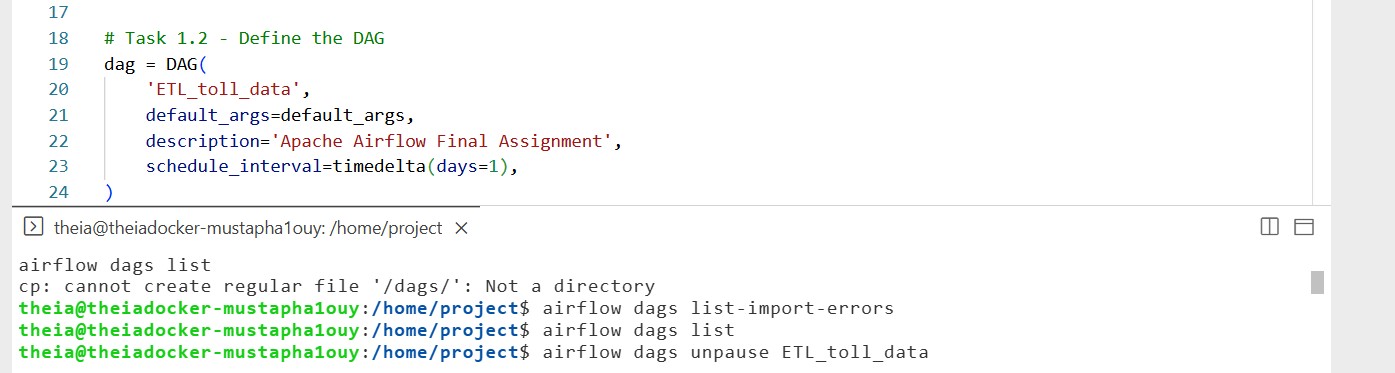 17
18 # Task 1.2 - Define the DAG
19 dag = DAG(
20 'ETL_toll_data',
21 default_args=default_args,
22 description='Apache Airflow Final Assignment',
23 schedule_interval=timedelta(days=1),
24 )
theia@theiadocker-mustapha1ouy: /home/project ×
airflow dags list
cp: cannot create regular file '/dags/': Not a directory
theia@theiadocker-mustapha1ouy:/home/project$ airflow dags list-import-errors
theia@theiadocker-mustapha1ouy:/home/project$ airflow dags list
theia@theiadocker-mustapha1ouy:/home/project$ airflow dags unpause ETL_toll_data